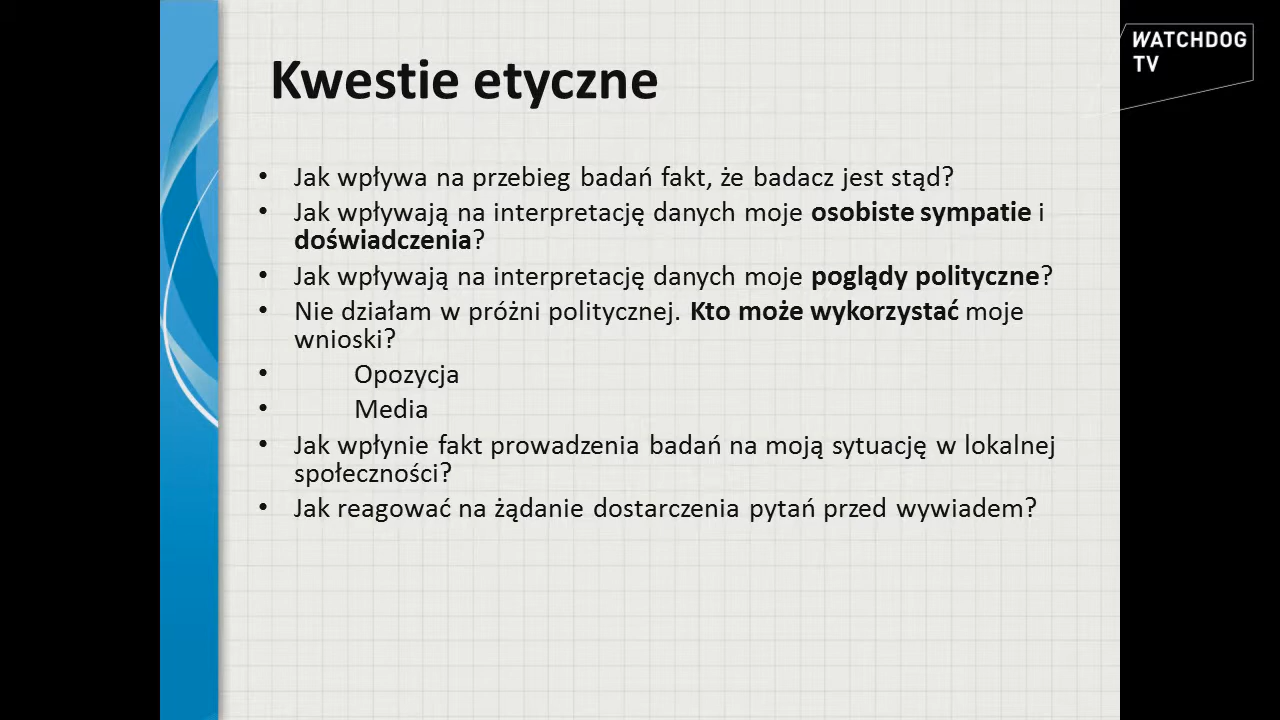 Kwestie etyczne
WATCHDOG
TV
• Jak wpływa na przebieg badań fakt, że badacz jest stąd?
• Jak wpływają na interpretację danych moje osobiste sympatie i
doświadczenia?
• Jak wpływają na interpretację danych moje poglądy polityczne?
• Nie działam w próżni politycznej. Kto może wykorzystać moje
wnioski?
• Opozycja
• Media
• Jak wpłynie fakt prowadzenia badań na moją sytuację w lokalnej
społeczności?
• Jak reagować na żądanie dostarczenia pytań przed wywiadem?